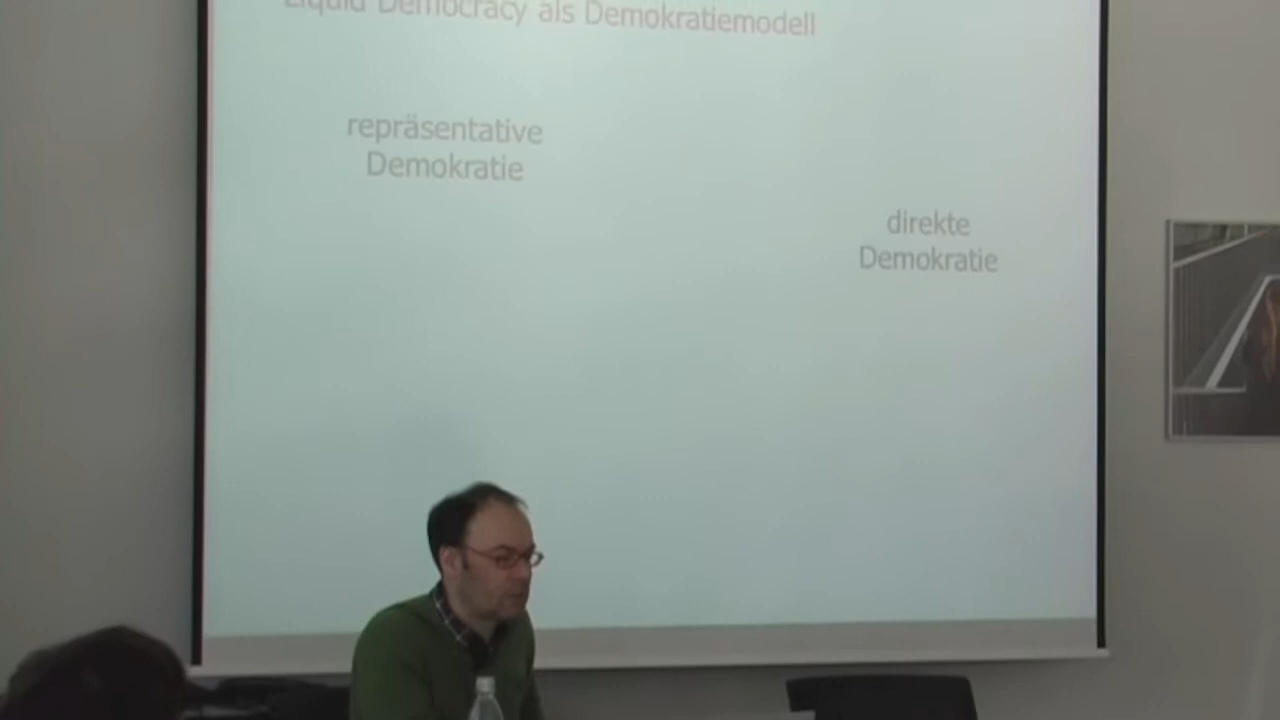 Liquid Democracy als Demokratiemodell
repräsentative
Demokratie
direkte
Demokratie